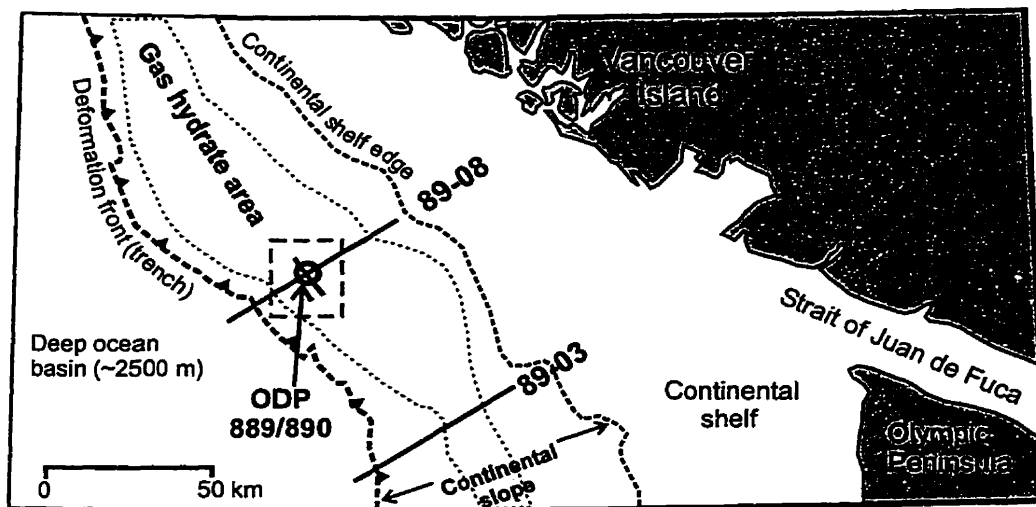 Vancouver
Island
Continental shelf edge
Gas hydrate area
Deformation front (trench)
89-08
Strait of Juan de Fuca
Deep ocean
basin (~2500 m)
ODP
889/890
89-03
Continental
shelf
Olympic
Peninsula
Continental
slope
0 50 km